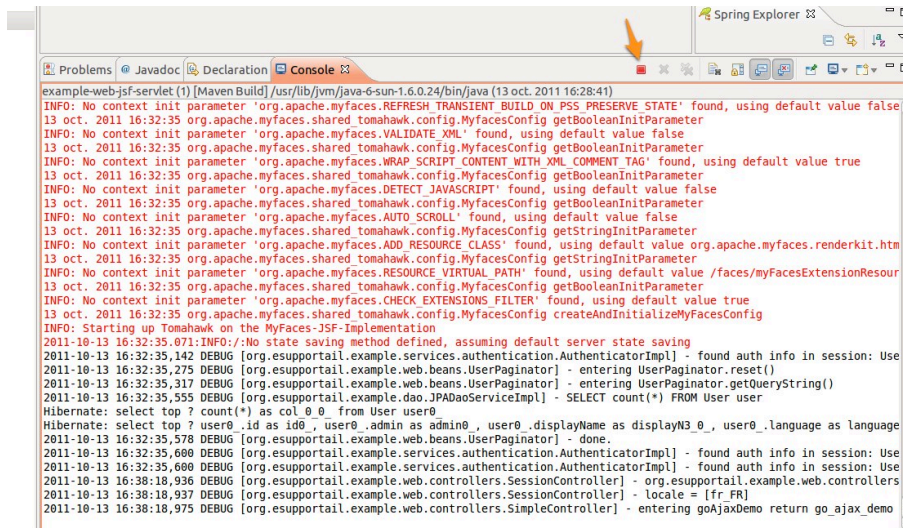 Spring Explorer
Problems @ Javadoc Declaration Console
example-web-jsf-servlet (1) [Maven Build] /usr/lib/jvm/java-6-sun-1.6.0.24/bin/java (13 oct. 2011 16:28:41)
INFO: No context init parameter 'org.apache.myfaces.REFRESH_TRANSIENT_BUILD_ON_PSS_PRESERVE_STATE' found, using default value false
13 oct. 2011 16:32:35 org.apache.myfaces.shared_tomahawk.config.MyfacesConfig getBooleanInitParameter
INFO: No context init parameter 'org.apache.myfaces.VALIDATE_XML' found, using default value false
13 oct. 2011 16:32:35 org.apache.myfaces.shared_tomahawk.config.MyfacesConfig getBooleanInitParameter
INFO: No context init parameter 'org.apache.myfaces.WRAP_SCRIPT_CONTENT_WITH_XML_COMMENT_TAG' found, using default value true
13 oct. 2011 16:32:35 org.apache.myfaces.shared_tomahawk.config.MyfacesConfig getBooleanInitParameter
INFO: No context init parameter 'org.apache.myfaces.DETECT_JAVASCRIPT' found, using default value false
13 oct. 2011 16:32:35 org.apache.myfaces.shared_tomahawk.config.MyfacesConfig getBooleanInitParameter
INFO: No context init parameter 'org.apache.myfaces.AUTO_SCROLL' found, using default value false
13 oct. 2011 16:32:35 org.apache.myfaces.shared_tomahawk.config.MyfacesConfig getStringInitParameter
INFO: No context init parameter 'org.apache.myfaces.ADD_RESOURCE_CLASS' found, using default value org.apache.myfaces.renderkit.htm
13 oct. 2011 16:32:35 org.apache.myfaces.shared_tomahawk.config.MyfacesConfig getStringInitParameter
INFO: No context init parameter 'org.apache.myfaces.RESOURCE_VIRTUAL_PATH' found, using default value /faces/myFacesExtensionResour
13 oct. 2011 16:32:35 org.apache.myfaces.shared_tomahawk.config.MyfacesConfig getBooleanInitParameter
INFO: No context init parameter 'org.apache.myfaces.CHECK_EXTENSIONS_FILTER' found, using default value true
13 oct. 2011 16:32:35 org.apache.myfaces.shared_tomahawk.config.MyfacesConfig createAndInitializeMyFacesConfig
INFO: Starting up Tomahawk on the MyFaces-JSF-Implementation
2011-10-13 16:32:35.071:INFO:/:No state saving method defined, assuming default server state saving
2011-10-13 16:32:35,142 DEBUG [org.esupportail.example.services.authentication.AuthenticatorImpl] - found auth info in session: Use
2011-10-13 16:32:35,275 DEBUG [org.esupportail.example.web.beans.UserPaginator] - entering UserPaginator.reset()
2011-10-13 16:32:35,317 DEBUG [org.esupportail.example.web.beans.UserPaginator] - entering UserPaginator.getQueryString()
2011-10-13 16:32:35,555 DEBUG [org.esupportail.example.dao.JPADaoServiceImpl] - SELECT count(*) FROM User user
Hibernate: select top ? count(*) as col_0_0_ from User user0_
Hibernate: select top ? user0_.id as id0_, user0_.admin as admin0_, user0_.displayName as displayN3_0_, user0_.language as language
2011-10-13 16:32:35,578 DEBUG [org.esupportail.example.web.beans.UserPaginator] - done.
2011-10-13 16:32:35,600 DEBUG [org.esupportail.example.services.authentication.AuthenticatorImpl] - found auth info in session: Use
2011-10-13 16:32:35,600 DEBUG [org.esupportail.example.services.authentication.AuthenticatorImpl] - found auth info in session: Use
2011-10-13 16:38:18,936 DEBUG [org.esupportail.example.web.controllers.SessionController] - org.esupportail.example.web.controllers
2011-10-13 16:38:18,937 DEBUG [org.esupportail.example.web.controllers.SessionController] - locale = [fr_FR]
2011-10-13 16:38:18,975 DEBUG [org.esupportail.example.web.controllers.SimpleController] - entering goAjaxDemo return go_ajax_demo